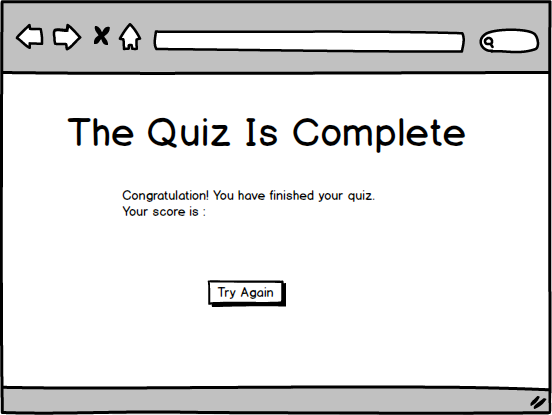 The Quiz Is Complete
Congratulation! You have finished your quiz.
Your score is :
Try Again